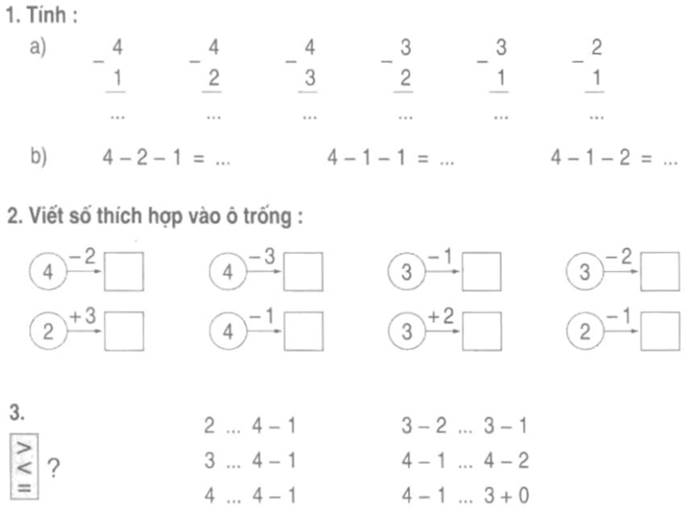 1. Tính :
a) – 4 – 4 – 4 – 3 – 3 – 2
1 2 3 2 1 1
... ... ... ... ... ...
b) 4 – 2 – 1 = ... 4 – 1 – 1 = ... 4 – 1 – 2 = ...
2. Viết số thích hợp vào ô trống :
4 – 2 4 – 3 3 – 1 3 – 2
2 + 3 4 – 1 3 + 2 2 – 1
3.
> < = ?
2 ... 4 – 1 3 – 2 ... 3 – 1
3 ... 4 – 1 4 – 1 ... 4 – 2
4 ... 4 – 1 4 – 1 ... 3 + 0